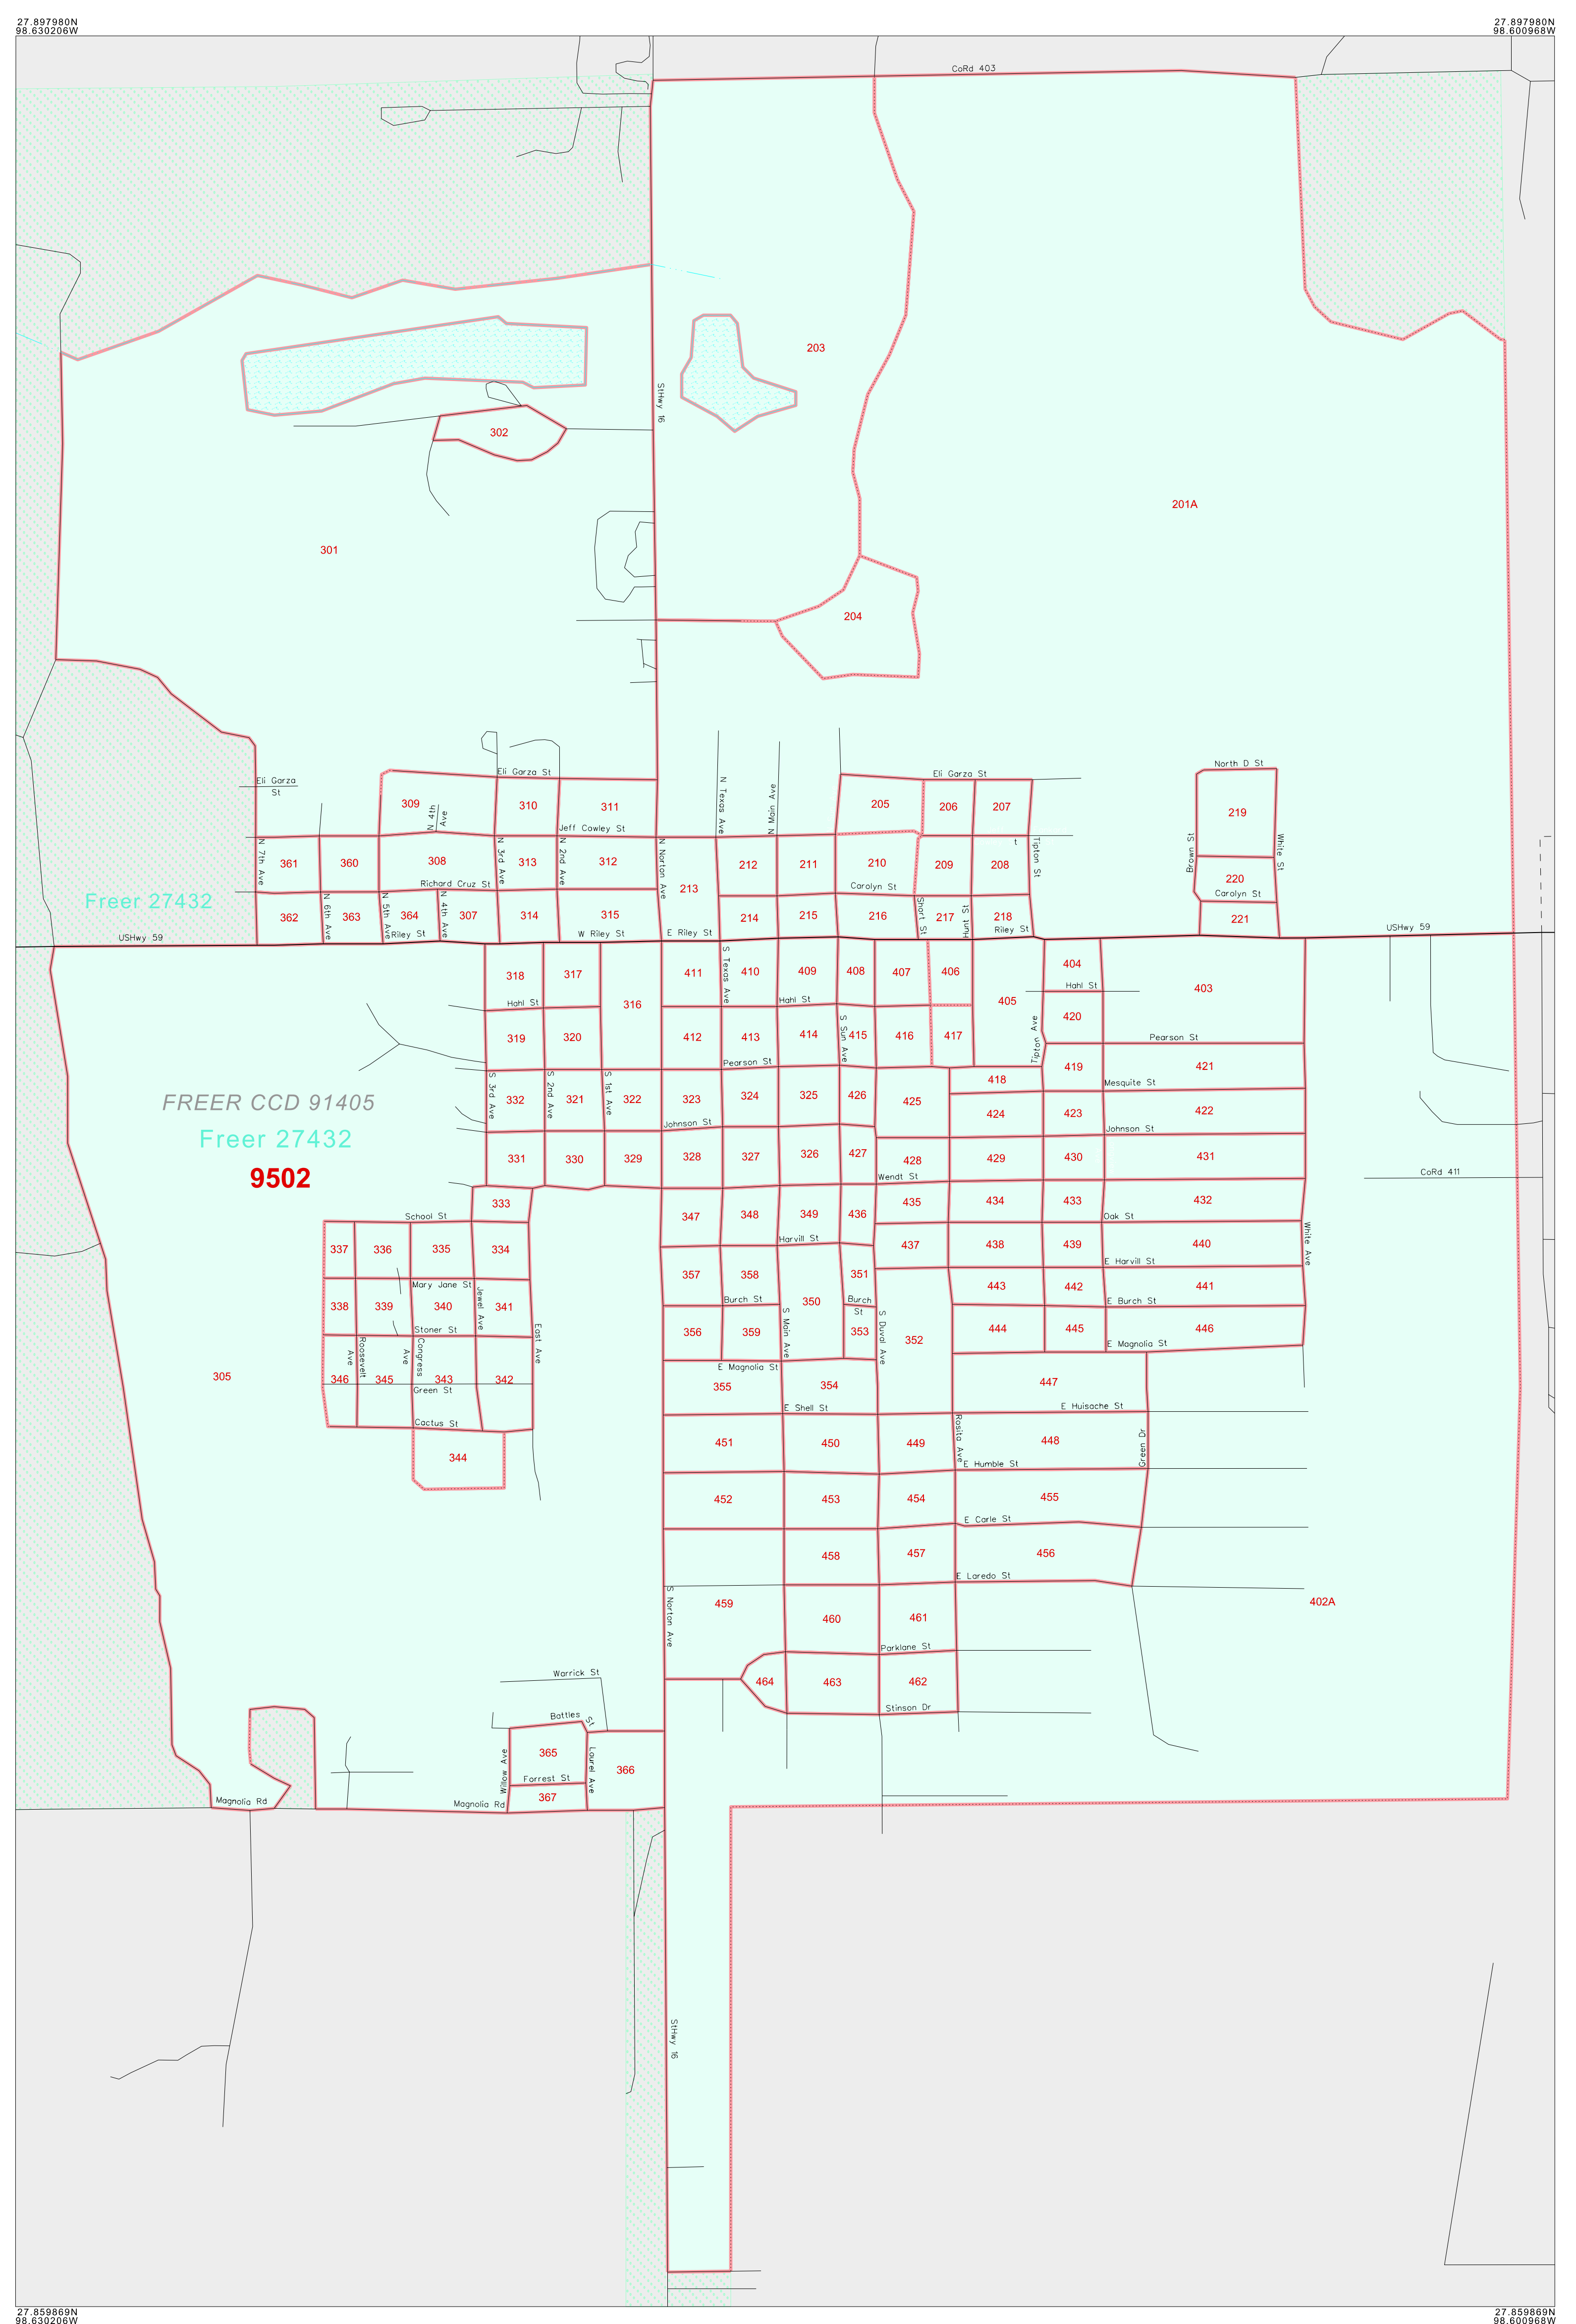 27.897980N
98.630206W
27.897980N
98.600968W
CoRd 403
203
StHwy 16
302
201A
301
204
Eli Garza
St
Eli Garza St
Eli Garza St
North D St
309
N 4th
Ave
310
311
N Texas Ave
N Main Ave
205
206
207
219
Jeff Cowley St
N 7th Ave
361
360
308
N 3rd Ave
313
N 2nd Ave
312
N Norton Ave
212
211
210
209
208
t
Tipton St
Brown St
White St
Richard Cruz St
213
Carolyn St
220
Carolyn St
Freer 27432
362
N 6th Ave
363
N 5th Ave
364
N 4th Ave
307
314
315
214
215
216
Short St
217
Hunt St
218
221
USHwy 59
Riley St
W Riley St
E Riley St
Riley St
USHwy 59
318
317
316
411
S Texas Ave
410
409
408
407
406
405
404
403
Hahl St
Hahl St
Hahl St
319
320
412
413
414
S Sun Ave
415
416
417
Tipton Ave
420
Pearson St
Pearson St
419
421
418
Mesquite St
FREER CCD 91405
S 3rd Ave
332
S 2nd Ave
321
S 1st Ave
322
323
324
325
426
425
424
423
422
Freer 27432
Johnson St
Johnson St
9502
331
330
329
328
327
326
427
428
429
430
431
Wendt St
CoRd 411
333
347
348
349
436
435
434
433
432
School St
Oak St
337
336
335
334
Harvill St
437
438
439
440
White Ave
E Harvill St
Mary Jane St
357
358
351
443
442
441
338
339
340
Jewel Ave
341
Burch St
350
Burch
St
E Burch St
Stoner St
East Ave
356
359
S Main Ave
353
S Duval Ave
352
444
445
446
Roosevelt
Ave
Congress
Ave
E Magnolia St
E Magnolia St
305
346
345
343
342
355
354
447
Green St
E Shell St
E Huisache St
Cactus St
344
451
450
449
Rosita Ave
448
Green Dr
E Humble St
452
453
454
455
E Carle St
458
457
456
E Laredo St
S Norton Ave
459
460
461
402A
Parklane St
Warrick St
464
463
462
Stinson Dr
Battles
St
Willow Ave
365
Laurel Ave
366
Forrest St
367
Magnolia Rd
Magnolia Rd
StHwy 16
27.859869N
98.630206W
27.859869N
98.600968W